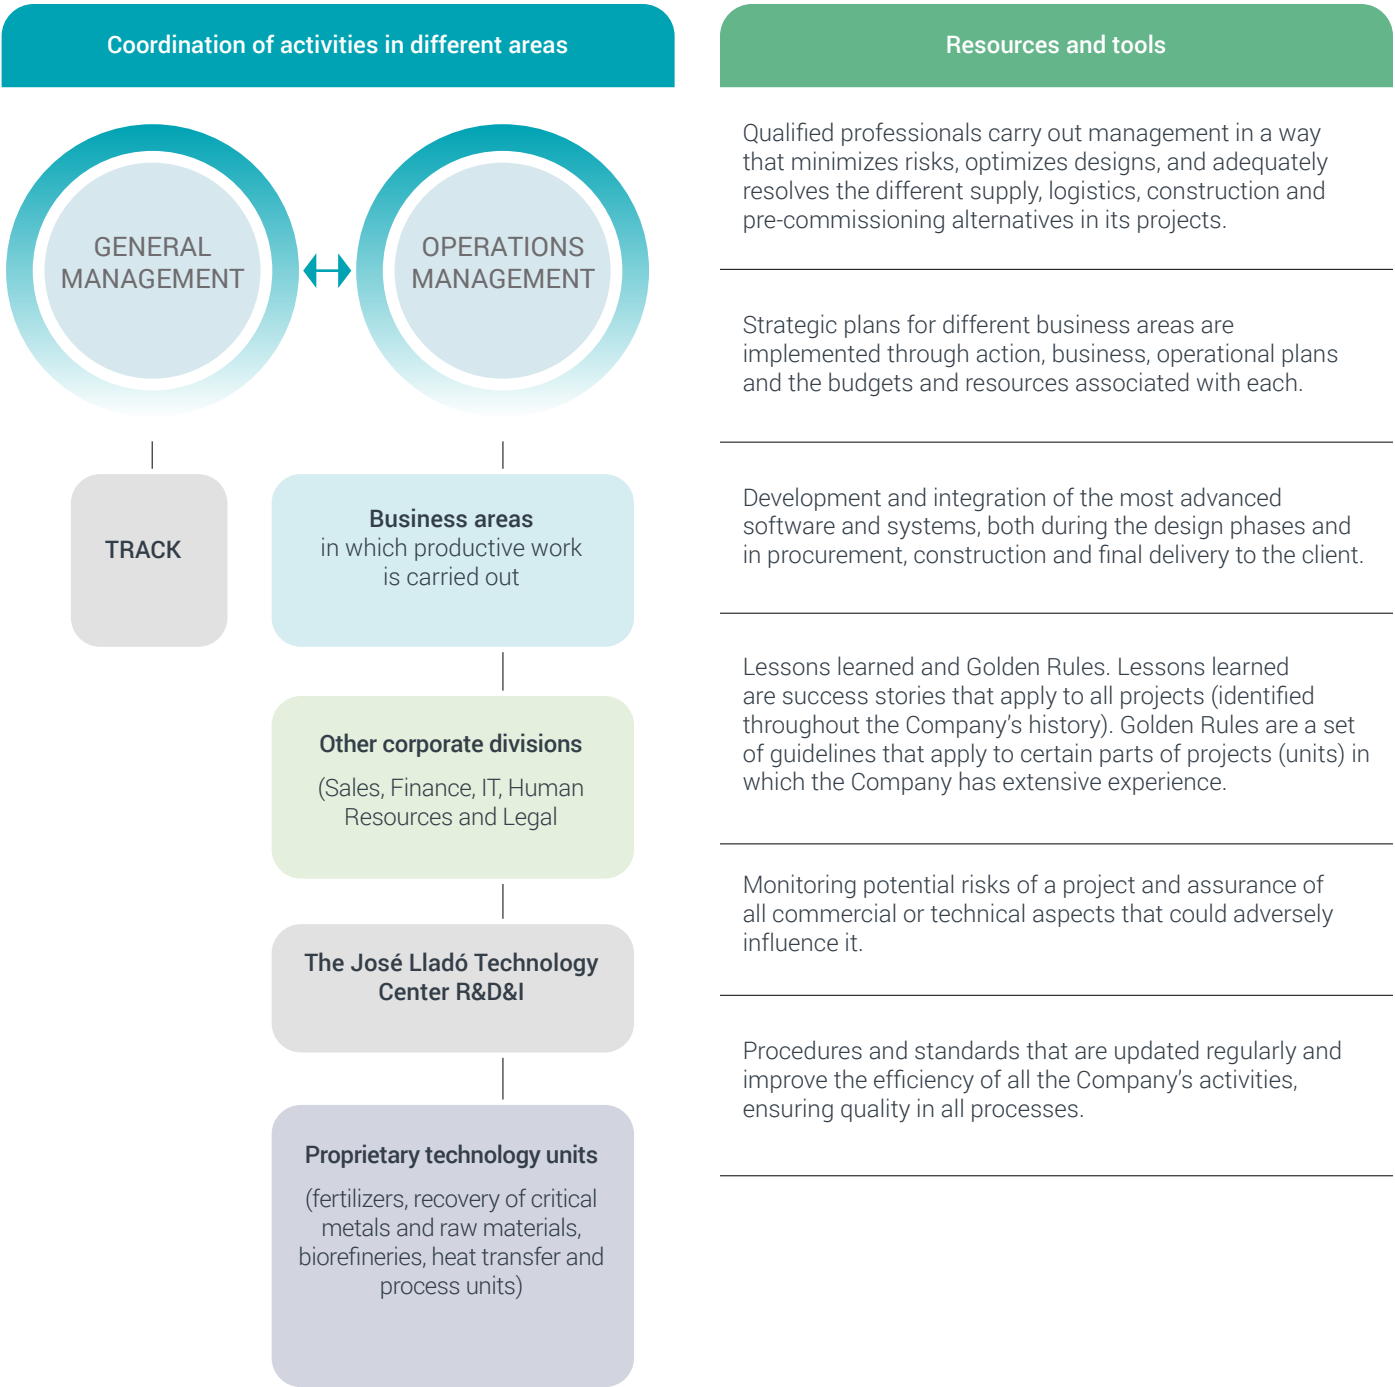 Coordination of activities in different areas
GENERAL
MANAGEMENT
OPERATIONS
MANAGEMENT
TRACK
Business areas
in which productive work
is carried out
Other corporate divisions
(Sales, Finance, IT, Human
Resources and Legal
The José Lladó Technology
Center R&D&I
Proprietary technology units
(fertilizers, recovery of critical
metals and raw materials,
biorefineries, heat transfer and
process units)
Resources and tools
Qualified professionals carry out management in a way
that minimizes risks, optimizes designs, and adequately
resolves the different supply, logistics, construction and
pre-commissioning alternatives in its projects.
Strategic plans for different business areas are
implemented through action, business, operational plans
and the budgets and resources associated with each.
Development and integration of the most advanced
software and systems, both during the design phases and
in procurement, construction and final delivery to the client.
Lessons learned and Golden Rules. Lessons learned
are success stories that apply to all projects (identified
throughout the Company’s history). Golden Rules are a set
of guidelines that apply to certain parts of projects (units) in
which the Company has extensive experience.
Monitoring potential risks of a project and assurance of
all commercial or technical aspects that could adversely
influence it.
Procedures and standards that are updated regularly and
improve the efficiency of all the Company’s activities,
ensuring quality in all processes.